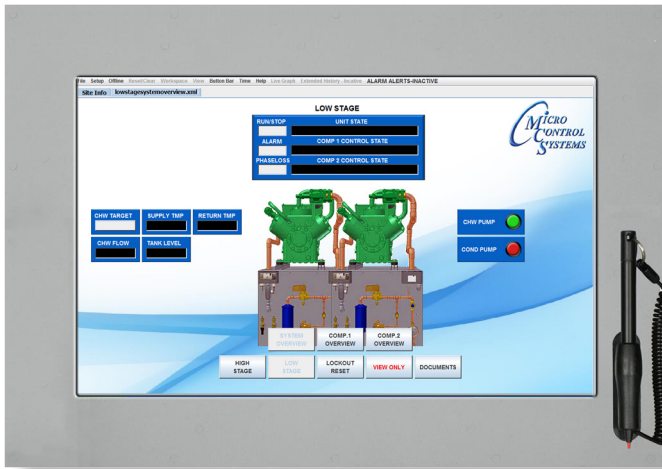 File Setup Offline Reset/Clear Workspace View Button Bar Time Help Live Graph Extended History -Inactive ALARM ALERTS-INACTIVE
Site Info lowstagesystemoverview.xml
LOW STAGE
RUN/STOP UNIT STATE
ALARM COMP 1 CONTROL STATE
PHASELOSS COMP 2 CONTROL STATE
MICRO
CONTROL
SYSTEMS
CHW TARGET SUPPLY TMP RETURN TMP
CHW FLOW TANK LEVEL
CHW PUMP
COND PUMP
SYSTEM
OVERVIEW
COMP.1
OVERVIEW
COMP.2
OVERVIEW
HIGH
STAGE
LOW
STAGE
LOCKOUT
RESET
VIEW ONLY
DOCUMENTS